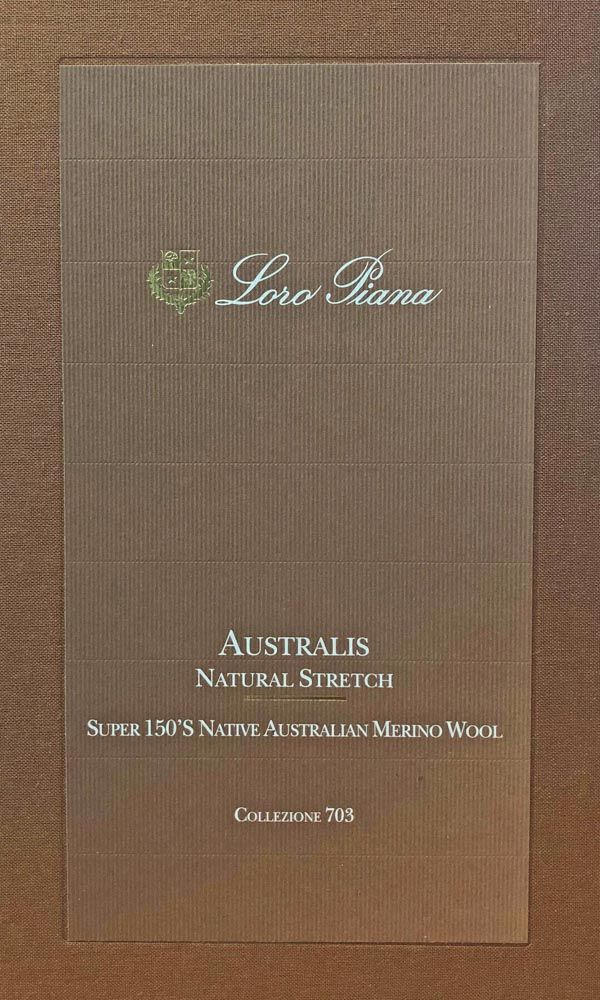 Loro Piana
AUSTRALIS
NATURAL STRETCH
SUPER 150'S NATIVE AUSTRALIAN MERINO WOOL
COLLEZIONE 703